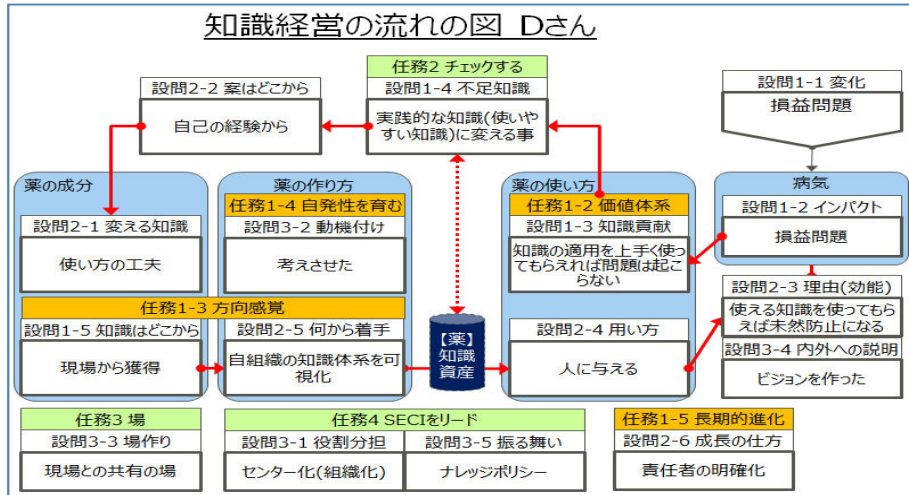 知識経営の流れの図 Dさん
任務2 チェックする
設問2-2 案はどこから
設問1-4 不足知識
設問1-1 変化
自己の経験から
実践的な知識(使いや
すい知識)に変える事
損益問題
薬の成分
薬の作り方
薬の使い方
病気
任務1-4 自発性を育む
任務1-2 価値体系
設問2-1 変える知識
設問3-2 動機付け
設問1-3 知識貢献
設問1-2 インパクト
使い方の工夫
考えさせた
知識の適用を上手く使っ
てもらえれば問題は起こ
らない
損益問題
任務1-3 方向感覚
設問2-3 理由(効能)
使える知識を使ってもら
えば未然防止になる
設問1-5 知識はどこから
設問2-5 何から着手
【薬】
知識
資産
設問2-4 用い方
現場から獲得
自組織の知識体系を可
視化
人に与える
設問3-4 内外への説明
ビジョンを作った
任務3 場
任務4 SECIをリード
任務1-5 長期的進化
設問3-3 場作り
設問3-1 役割分担
設問3-5 振る舞い
設問2-6 成長の仕方
現場との共有の場
センター化(組織化)
ナレッジポリシー
責任者の明確化